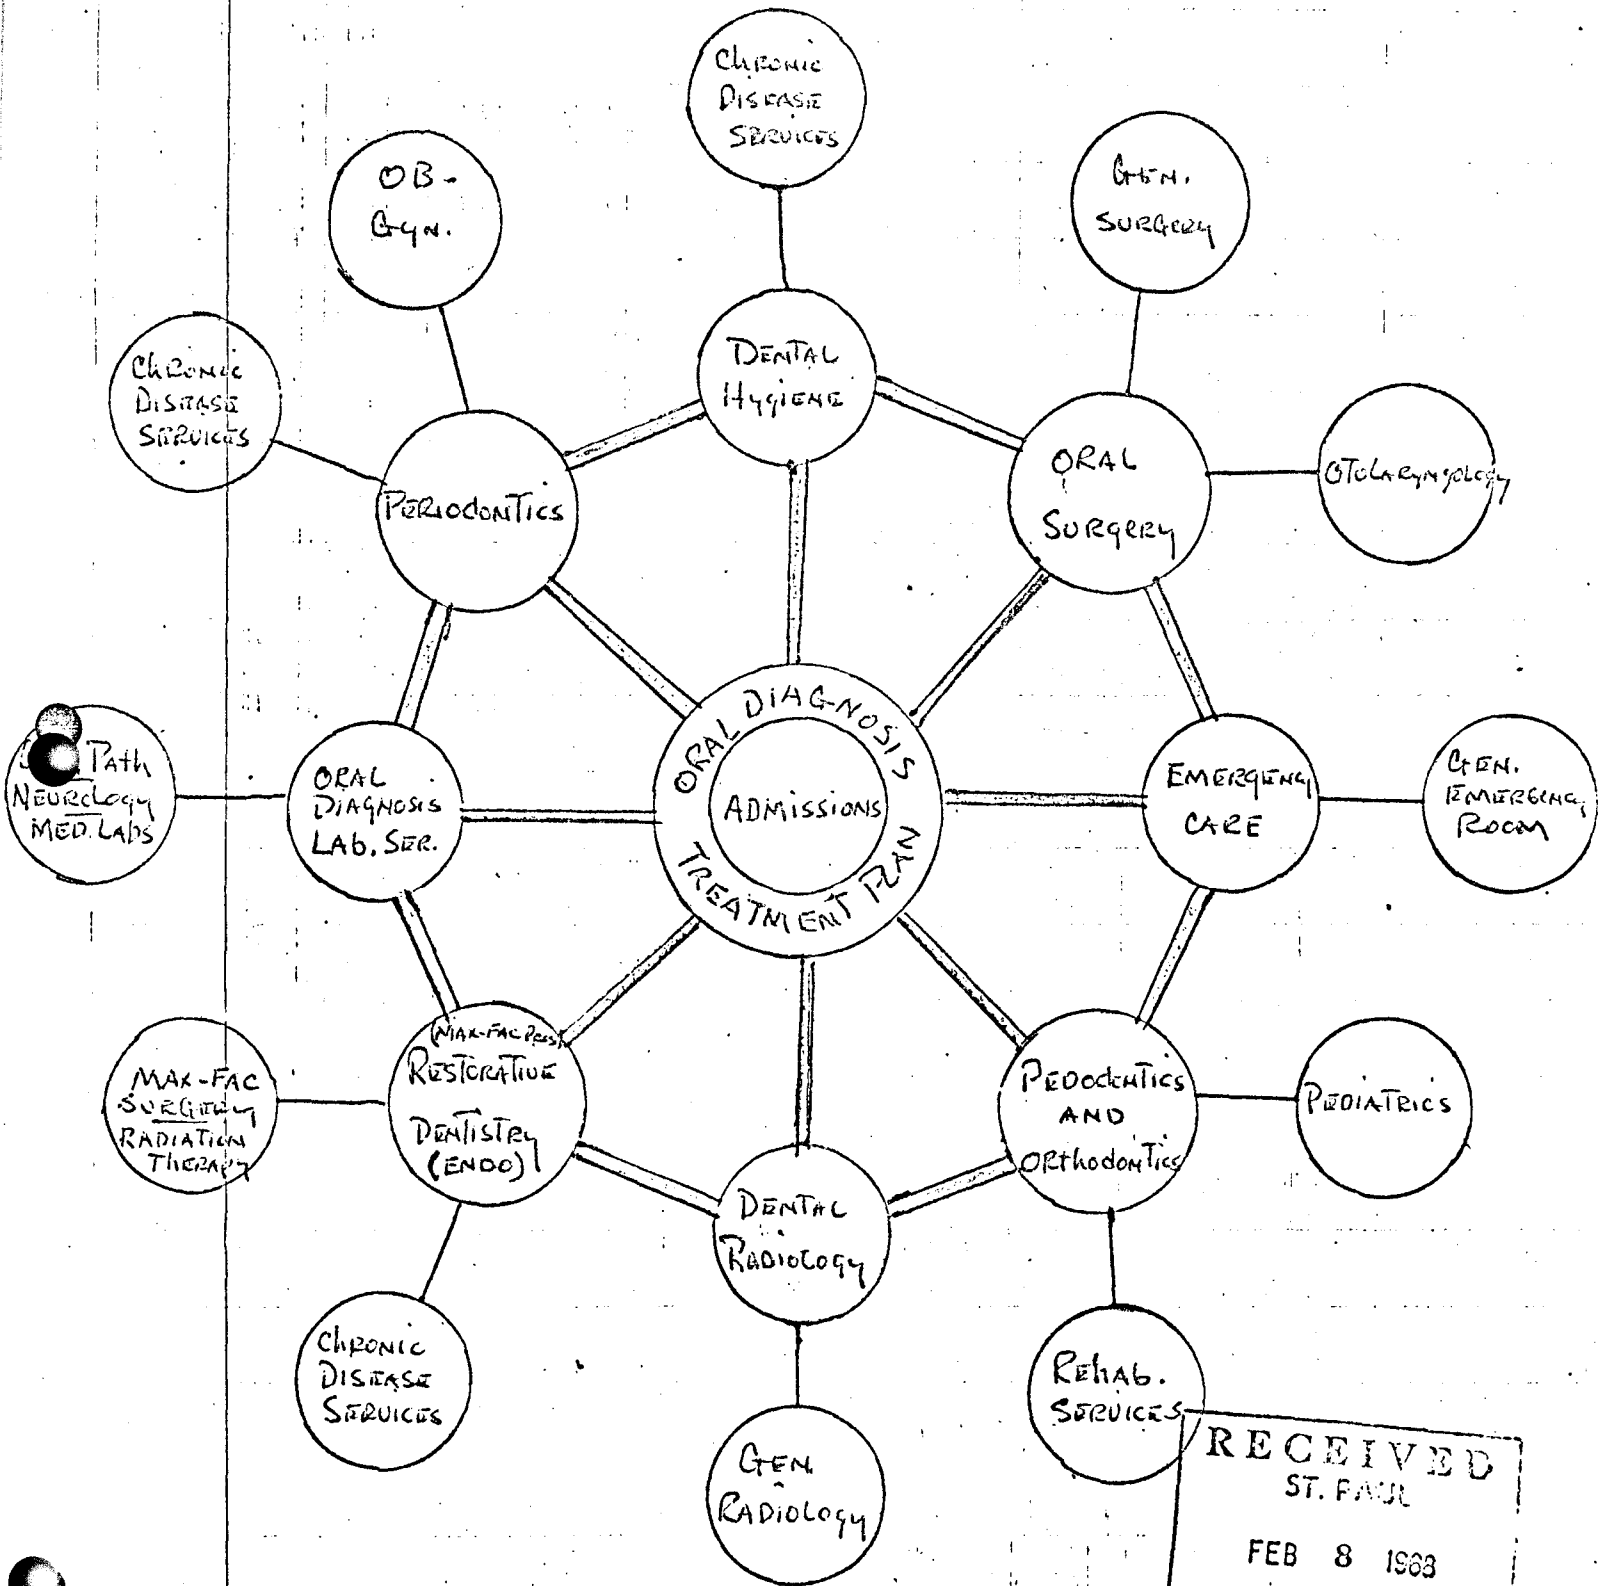 CHRONIC
DISEASE
SERVICES
OB-
GYN.
GEN.
SURGERY
CHRONIC
DISEASE
SERVICES
DENTAL
HYGIENE
ORAL
SURGERY
OTOLARYNGOLOGY
PERIODONTICS
PATH
NEUROLOGY
MED. LABS
ORAL
DIAGNOSIS
LAB. SER.
ORAL DIAGNOSIS
ADMISSIONS
TREATMENT PLAN
EMERGENCY
CARE
GEN.
EMERGENCY
ROOM
MAX-FAC
SURGERY
RADIATION
THERAPY
(MAX-FAC PROS)
RESTORATIVE
DENTISTRY
(ENDO)
PEDODONTICS
AND
ORTHODONTICS
PEDIATRICS
DENTAL
RADIOLOGY
CHRONIC
DISEASE
SERVICES
GEN.
RADIOLOGY
REHAB.
SERVICES
RECEIVED
ST. PAUL
FEB 8 1968